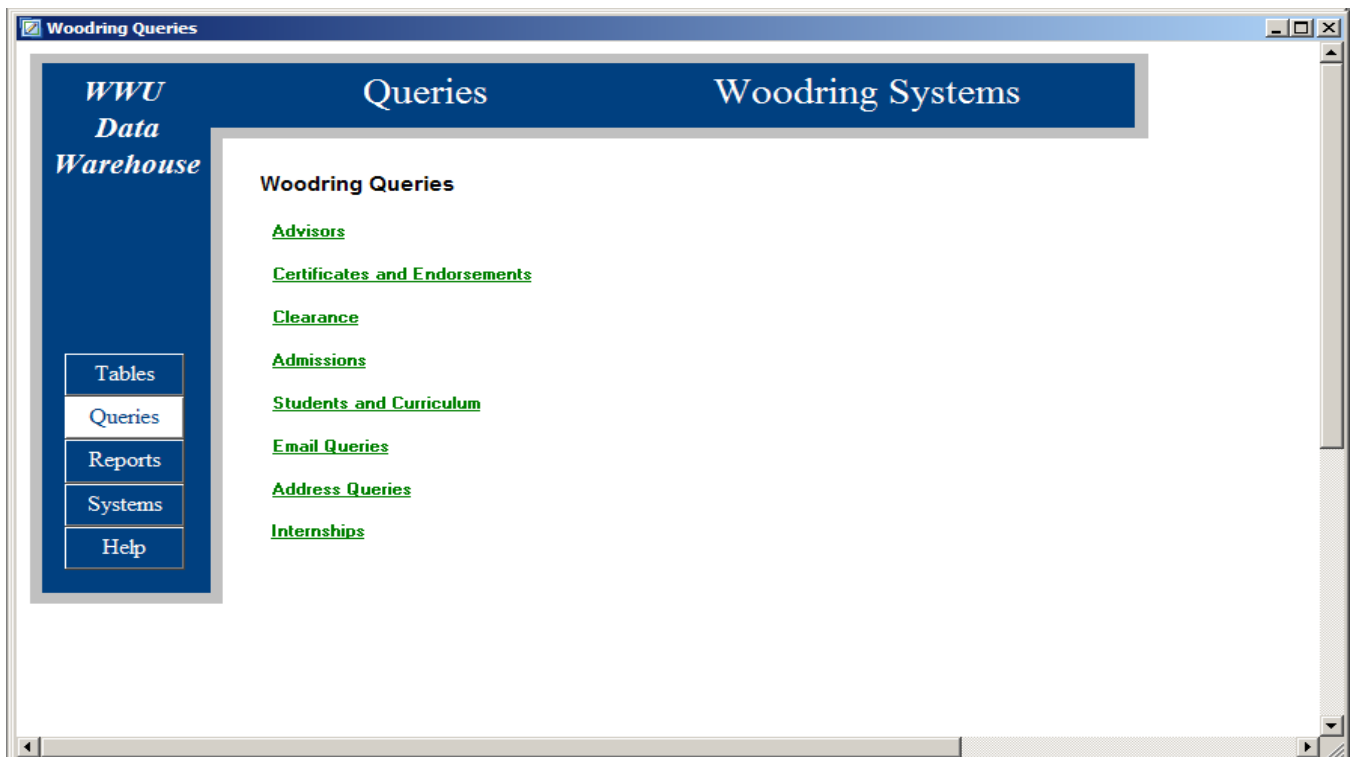 Woodring Queries
WWU
Data
Warehouse
Queries
Woodring Systems
Woodring Queries
Advisors
Certificates and Endorsements
Clearance
Admissions
Students and Curriculum
Email Queries
Address Queries
Internships
Tables
Queries
Reports
Systems
Help